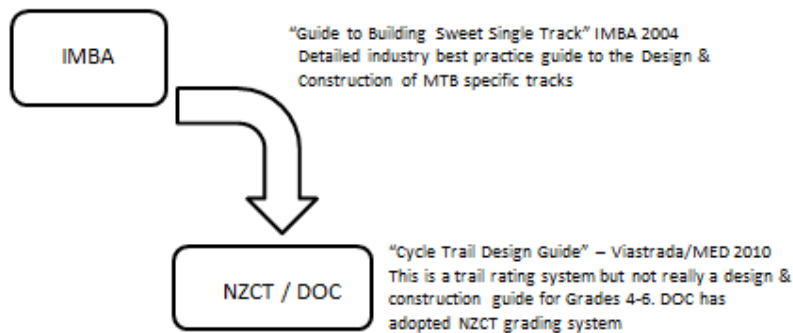 IMBA
“Guide to Building Sweet Single Track” IMBA 2004
Detailed industry best practice guide to the Design &
Construction of MTB specific tracks
NZCT / DOC
“Cycle Trail Design Guide” – Viastrada/MED 2010
This is a trail rating system but not really a design &
construction guide for Grades 4-6. DOC has
adopted NZCT grading system